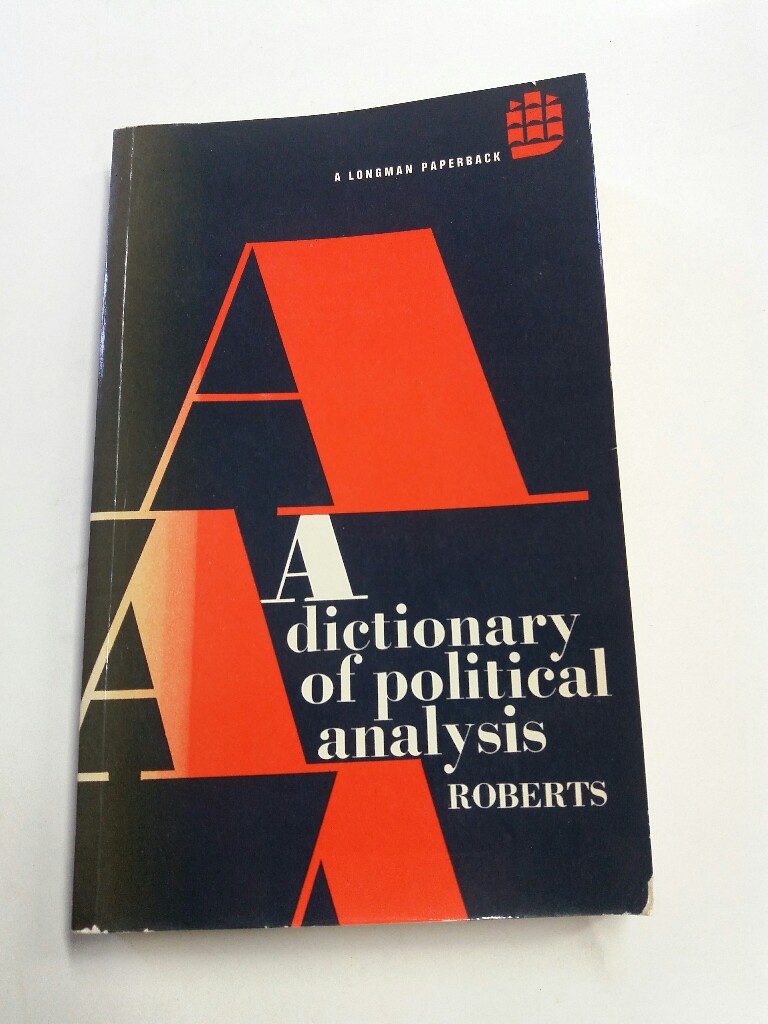 A LONGMAN PAPERBACK
A
A
A
A
dictionary
of political
analysis
ROBERTS